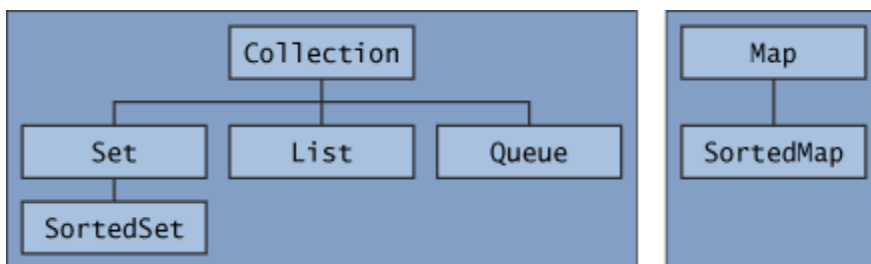 Collection
Map
Set
List
Queue
SortedMap
SortedSet